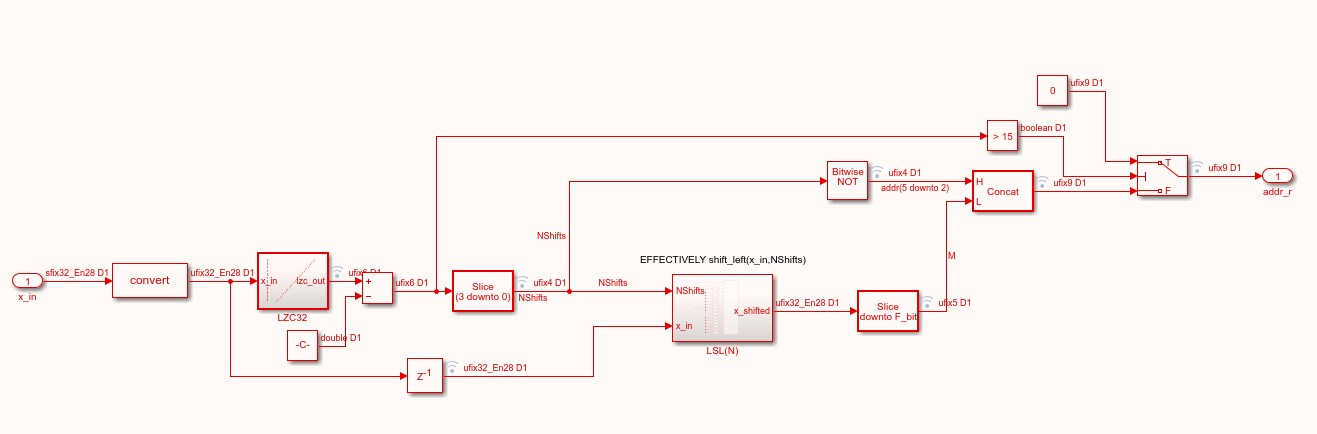 0
ufix9 D1
> 15
boolean D1
T
F
ufix9 D1
1
addr_r
Bitwise
NOT
ufix4 D1
addr(5 downto 2)
H
L
Concat
ufix9 D1
NShifts
M
EFFECTIVELY shift_left(x_in,NShifts)
1
x_in
sfix32_En28 D1
convert
ufix32_En28 D1
x_in
lzc_out
LZC32
ufix6 D1
+
−
ufix6 D1
Slice
(3 downto 0)
ufix4 D1
NShifts
NShifts
NShifts
x_in
x_shifted
LSL(N)
ufix32_En28 D1
Slice
downto F_bit
ufix5 D1
-C-
double D1
Z-1
ufix32_En28 D1